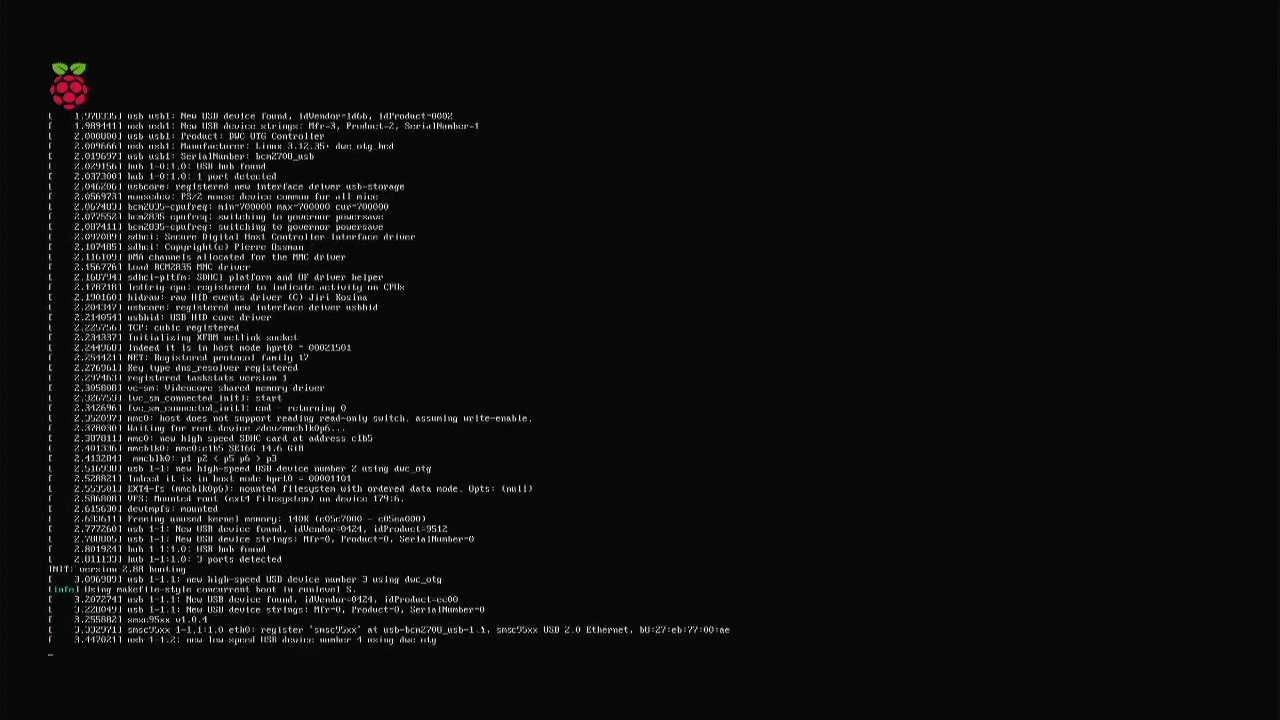 [    1.970395] usb usb1: New USB device found, idVendor=1d6b, idProduct=0002
[    1.989441] usb usb1: New USB device strings: Mfr=3, Product=2, SerialNumber=1
[    2.000000] usb usb1: Product: DWC OTG Controller
[    2.009666] usb usb1: Manufacturer: Linux 3.12.35+ dwc_otg_hcd
[    2.019697] usb usb1: SerialNumber: bcm2708_usb
[    2.029156] hub 1-0:1.0: USB hub found
[    2.037300] hub 1-0:1.0: 1 port detected
[    2.046206] usbcore: registered new interface driver usb-storage
[    2.056973] mousedev: PS/2 mouse device common for all mice
[    2.067403] bcm2835-cpufreq: min=700000 max=700000 cur=700000
[    2.077552] bcm2835-cpufreq: switching to governor powersave
[    2.087411] bcm2835-cpufreq: switching to governor powersave
[    2.097089] sdhci: Secure Digital Host Controller Interface driver
[    2.107485] sdhci: Copyright(c) Pierre Ossman
[    2.116109] DMA channels allocated for the MMC driver
[    2.156776] Load BCM2835 MMC driver
[    2.168794] sdhci-pltfm: SDHCI platform and OF driver helper
[    2.178718] ledtrig-cpu: registered to indicate activity on CPUs
[    2.190160] hidraw: raw HID events driver (C) Jiri Kosina
[    2.204347] usbcore: registered new interface driver usbhid
[    2.214054] usbhid: USB HID core driver
[    2.225756] TCP: cubic registered
[    2.234337] Initializing XFRM netlink socket
[    2.244960] Indeed it is in host mode hprt0 = 00021501
[    2.254421] NET: Registered protocol family 17
[    2.276961] Key type dns_resolver registered
[    2.297463] registered taskstats version 1
[    2.305808] vc-sm: Videocore shared memory driver
[    2.326753] [vc_sm_connected_init]: start
[    2.342696] [vc_sm_connected_init]: end - returning 0
[    2.352097] mmc0: host does not support reading read-only switch. assuming write-enable.
[    2.378030] Waiting for root device /dev/mmcblk0p6...
[    2.387811] mmc0: new high speed SDHC card at address c1b5
[    2.401336] mmcblk0: mmc0:c1b5 SE16G 14.6 GiB
[    2.413284]  mmcblk0: p1 p2 < p5 p6 > p3
[    2.516930] usb 1-1: new high-speed USB device number 2 using dwc_otg
[    2.528821] Indeed it is in host mode hprt0 = 00001101
[    2.553501] EXT4-fs (mmcblk0p6): mounted filesystem with ordered data mode. Opts: (null)
[    2.586808] VFS: Mounted root (ext4 filesystem) on device 179:6.
[    2.615630] devtmpfs: mounted
[    2.633611] Freeing unused kernel memory: 140K (c05c7000 - c05ea000)
[    2.777260] usb 1-1: New USB device found, idVendor=0424, idProduct=9512
[    2.788005] usb 1-1: New USB device strings: Mfr=0, Product=0, SerialNumber=0
[    2.801924] hub 1-1:1.0: USB hub found
[    2.811133] hub 1-1:1.0: 3 ports detected
INIT: version 2.88 booting
[    3.096989] usb 1-1.1: new high-speed USB device number 3 using dwc_otg
[info] Using makefile-style concurrent boot in runlevel S.
[    3.207274] usb 1-1.1: New USB device found, idVendor=0424, idProduct=ec00
[    3.220049] usb 1-1.1: New USB device strings: Mfr=0, Product=0, SerialNumber=0
[    3.255882] smsc95xx v1.0.4
[    3.332971] smsc95xx 1-1.1:1.0 eth0: register 'smsc95xx' at usb-bcm2708_usb-1.1, smsc95xx USB 2.0 Ethernet, b8:27:eb:77:00:ae
[    3.447021] usb 1-1.2: new low-speed USB device number 4 using dwc_otg